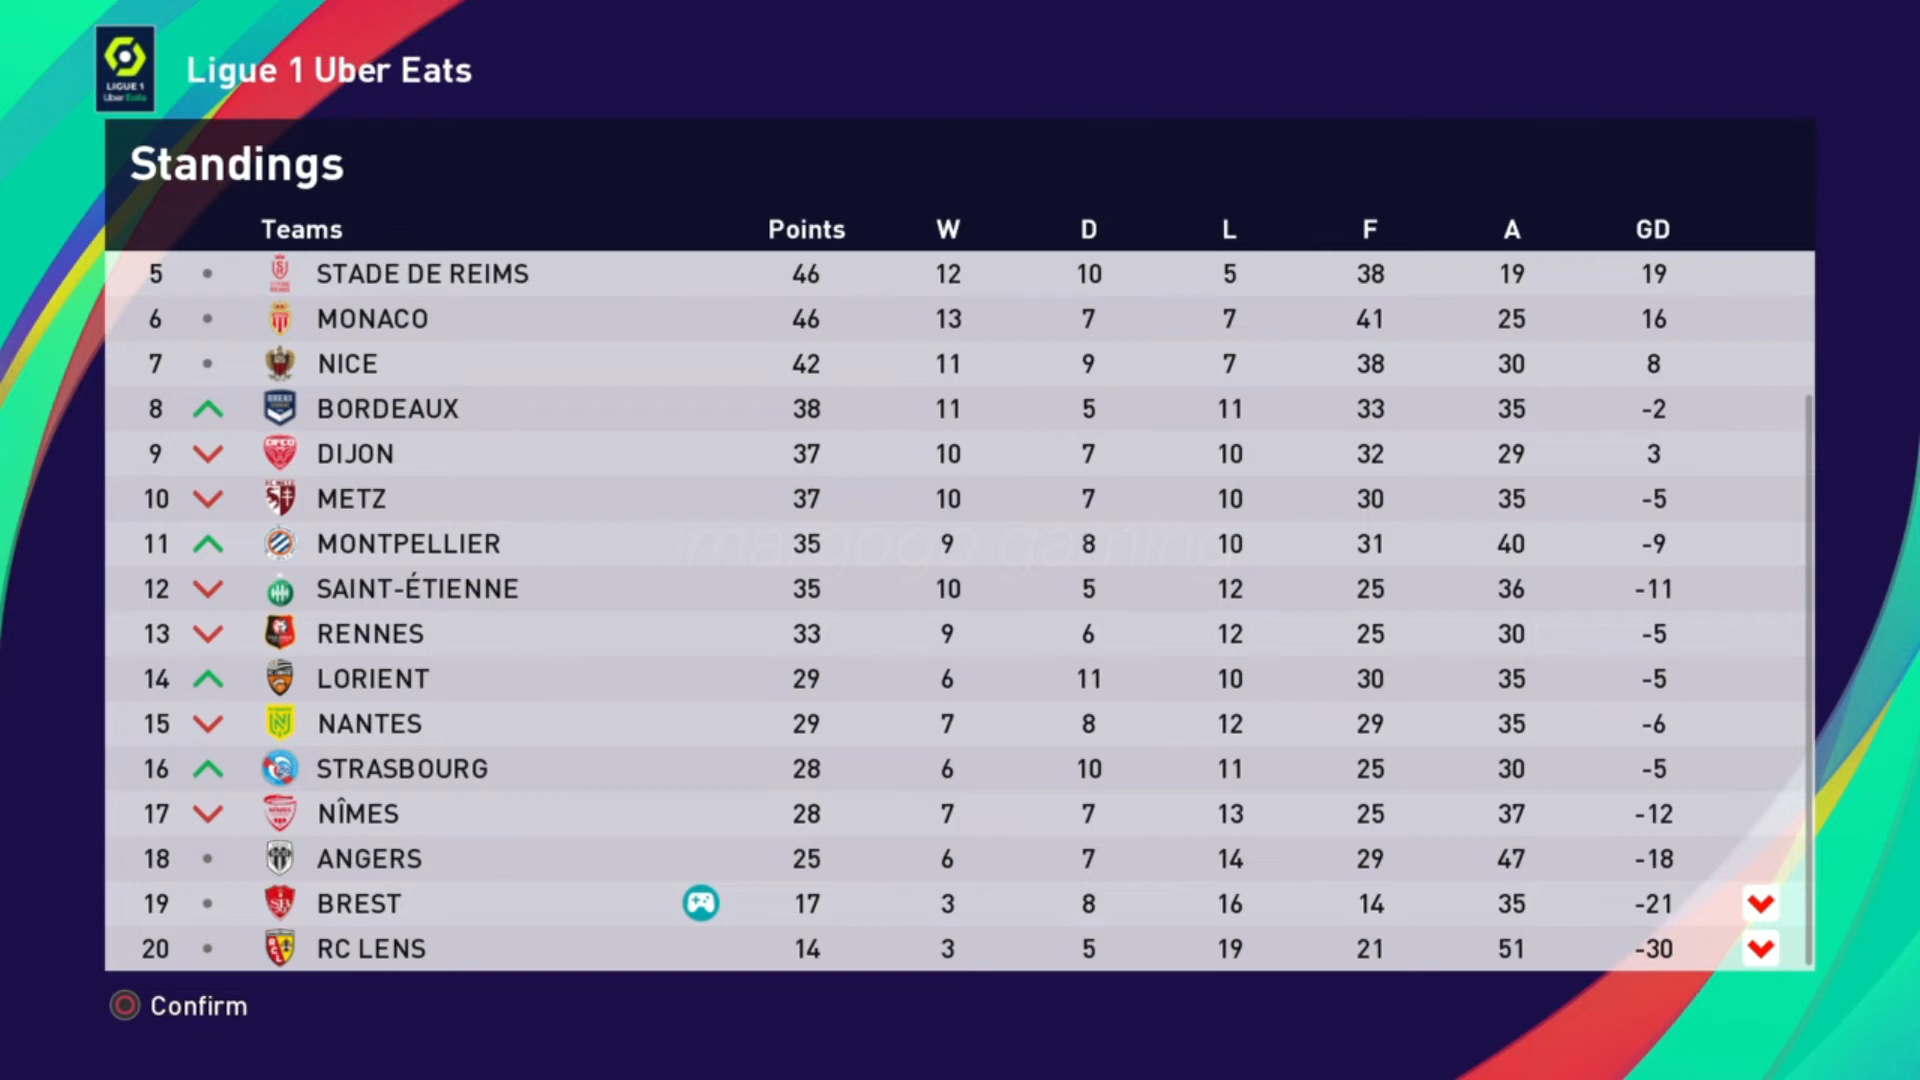 LIGUE 1
Uber Eats
Ligue 1 Uber Eats
Standings
Teams Points W D L F A GD
5 STADE DE REIMS 46 12 10 5 38 19 19
6 MONACO 46 13 7 7 41 25 16
7 NICE 42 11 9 7 38 30 8
8 BORDEAUX 38 11 5 11 33 35 -2
9 DIJON 37 10 7 10 32 29 3
10 METZ 37 10 7 10 30 35 -5
11 MONTPELLIER 35 9 8 10 31 40 -9
margogo gaming
12 SAINT-ÉTIENNE 35 10 5 12 25 36 -11
13 RENNES 33 9 6 12 25 30 -5
14 LORIENT 29 6 11 10 30 35 -5
15 NANTES 29 7 8 12 29 35 -6
16 STRASBOURG 28 6 10 11 25 30 -5
17 NÎMES 28 7 7 13 25 37 -12
18 ANGERS 25 6 7 14 29 47 -18
19 BREST 17 3 8 16 14 35 -21
20 RC LENS 14 3 5 19 21 51 -30
Confirm